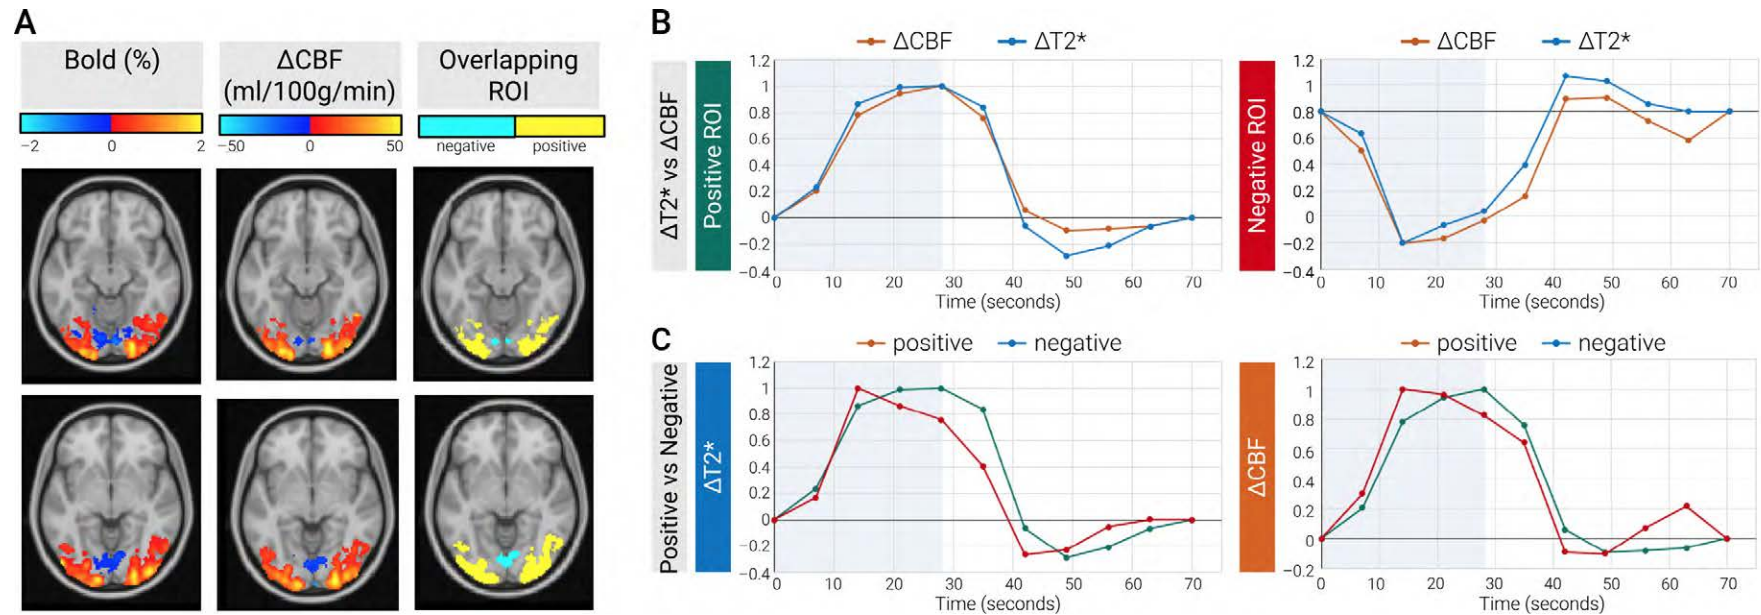 A
Bold (%)
−2
0
2
ΔCBF
(ml/100g/min)
−50
0
50
Overlapping
ROI
negative
positive
B
ΔT2* vs ΔCBF
Positive ROI
ΔCBF
ΔT2*
1.2
1
0.8
0.6
0.4
0.2
0
−0.2
−0.4
0 10 20 30 40 50 60 70
Time (seconds)
Negative ROI
ΔCBF
ΔT2*
1.2
1
0.8
0.8
0.6
0.4
0.2
0
−0.2
−0.4
0 10 20 30 40 50 60 70
Time (seconds)
C
Positive vs Negative
ΔT2*
positive
negative
1.2
1
0.8
0.6
0.4
0.2
0
−0.2
−0.4
0 10 20 30 40 50 60 70
Time (seconds)
ΔCBF
positive
negative
1.2
1
0.8
0.6
0.4
0.2
0
−0.2
0 10 20 30 40 50 60 70
Time (seconds)